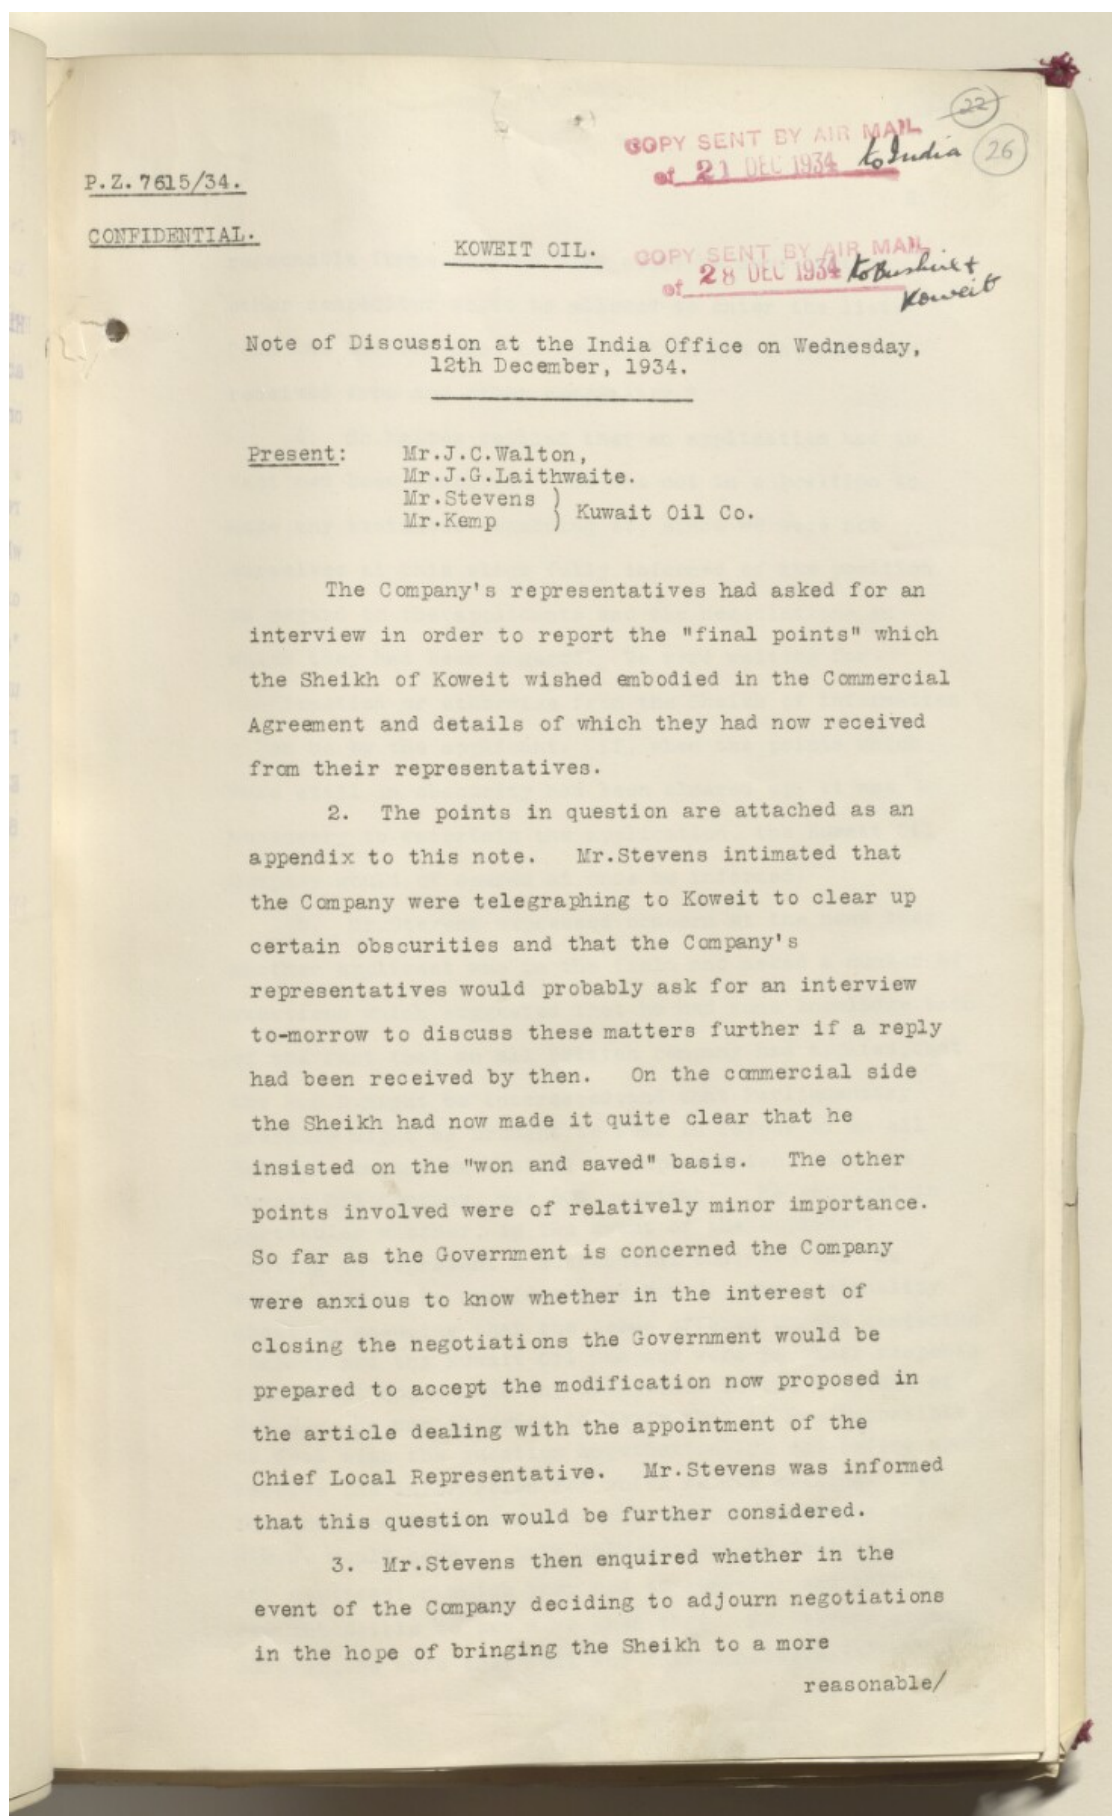 22
COPY SENT BY AIR MAIL
of 21 DEC 1934 to India
26
P.Z. 7615/34.
CONFIDENTIAL.
KOWEIT OIL.
COPY SENT BY AIR MAIL
of 28 DEC 1934 to Bushire +
Koweit
Note of Discussion at the India Office on Wednesday,
12th December, 1934.
Present: Mr.J.C.Walton,
Mr.J.G.Laithwaite.
Mr.Stevens )
Mr.Kemp ) Kuwait Oil Co.
The Company's representatives had asked for an
interview in order to report the "final points" which
the Sheikh of Koweit wished embodied in the Commercial
Agreement and details of which they had now received
from their representatives.
2. The points in question are attached as an
appendix to this note. Mr.Stevens intimated that
the Company were telegraphing to Koweit to clear up
certain obscurities and that the Company's
representatives would probably ask for an interview
to-morrow to discuss these matters further if a reply
had been received by then. On the commercial side
the Sheikh had now made it quite clear that he
insisted on the "won and saved" basis. The other
points involved were of relatively minor importance.
So far as the Government is concerned the Company
were anxious to know whether in the interest of
closing the negotiations the Government would be
prepared to accept the modification now proposed in
the article dealing with the appointment of the
Chief Local Representative. Mr.Stevens was informed
that this question would be further considered.
3. Mr.Stevens then enquired whether in the
event of the Company deciding to adjourn negotiations
in the hope of bringing the Sheikh to a more
reasonable/